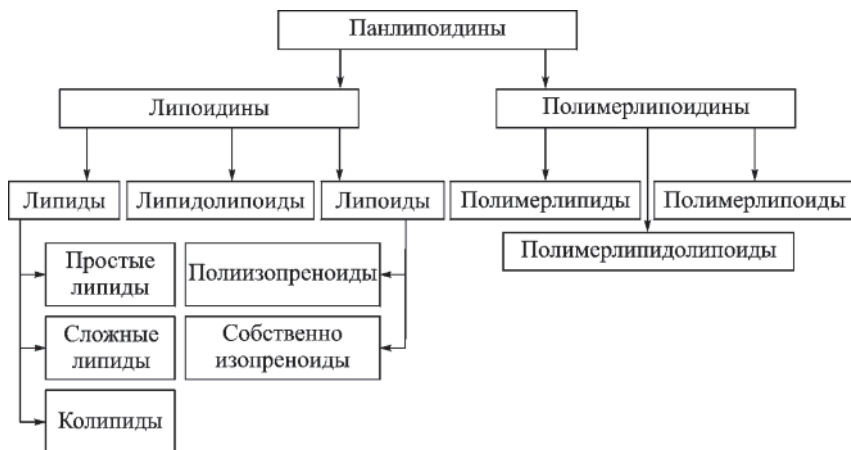 Панлипоидины
Липоидины
Полимерлипоидины
Липиды
Липидолипоиды
Липоиды
Полимерлипиды
Полимерлипоиды
Полимерлипидолипоиды
Простые
липиды
Полиизопреноиды
Сложные
липиды
Собственно
изопреноиды
Колипиды